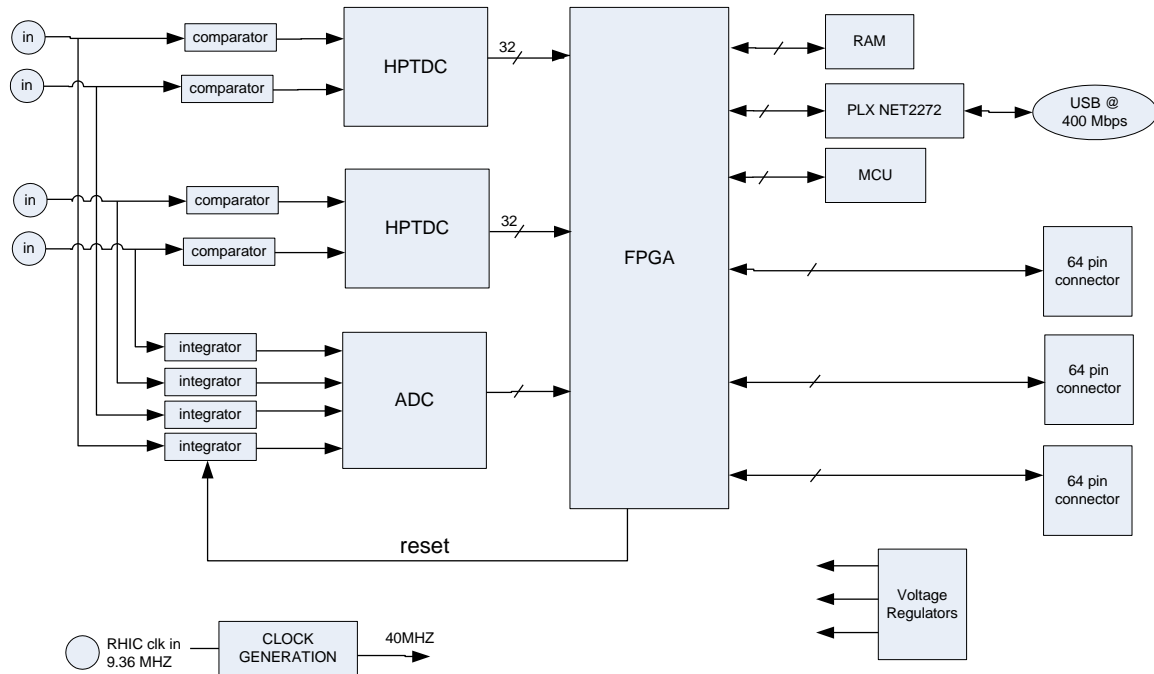 in
comparator
HPTDC
32
FPGA
RAM
in
comparator
PLX NET2272
USB @
400 Mbps
MCU
in
comparator
HPTDC
32
in
comparator
64 pin
connector
integrator
integrator
integrator
integrator
ADC
64 pin
connector
64 pin
connector
reset
Voltage
Regulators
RHIC clk in
9.36 MHZ
CLOCK
GENERATION
40MHZ